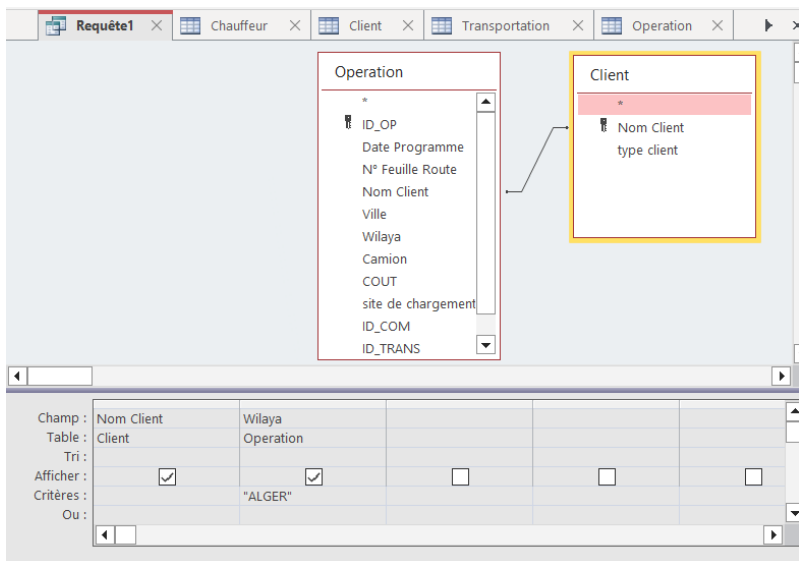 Requête1 Chauffeur Client Transportation Operation
Operation
*
ID_OP
Date Programme
N° Feuille Route
Nom Client
Ville
Wilaya
Camion
COUT
site de chargement
ID_COM
ID_TRANS
Client
*
Nom Client
type client
Champ : Nom Client Wilaya
Table : Client Operation
Tri :
Afficher :
Critères : "ALGER"
Ou :